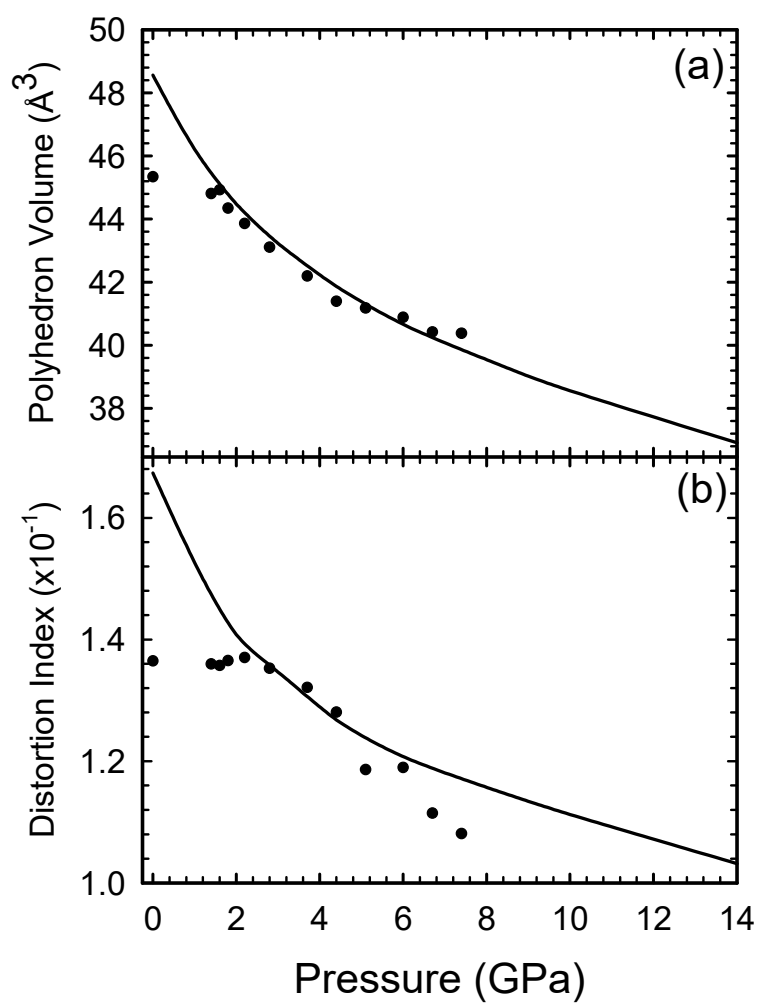 50
(a)
48
46
44
42
40
38
Polyhedron Volume (Å³)
(b)
1.6
1.4
1.2
1.0
Distortion Index (x10⁻¹)
0 2 4 6 8 10 12 14
Pressure (GPa)